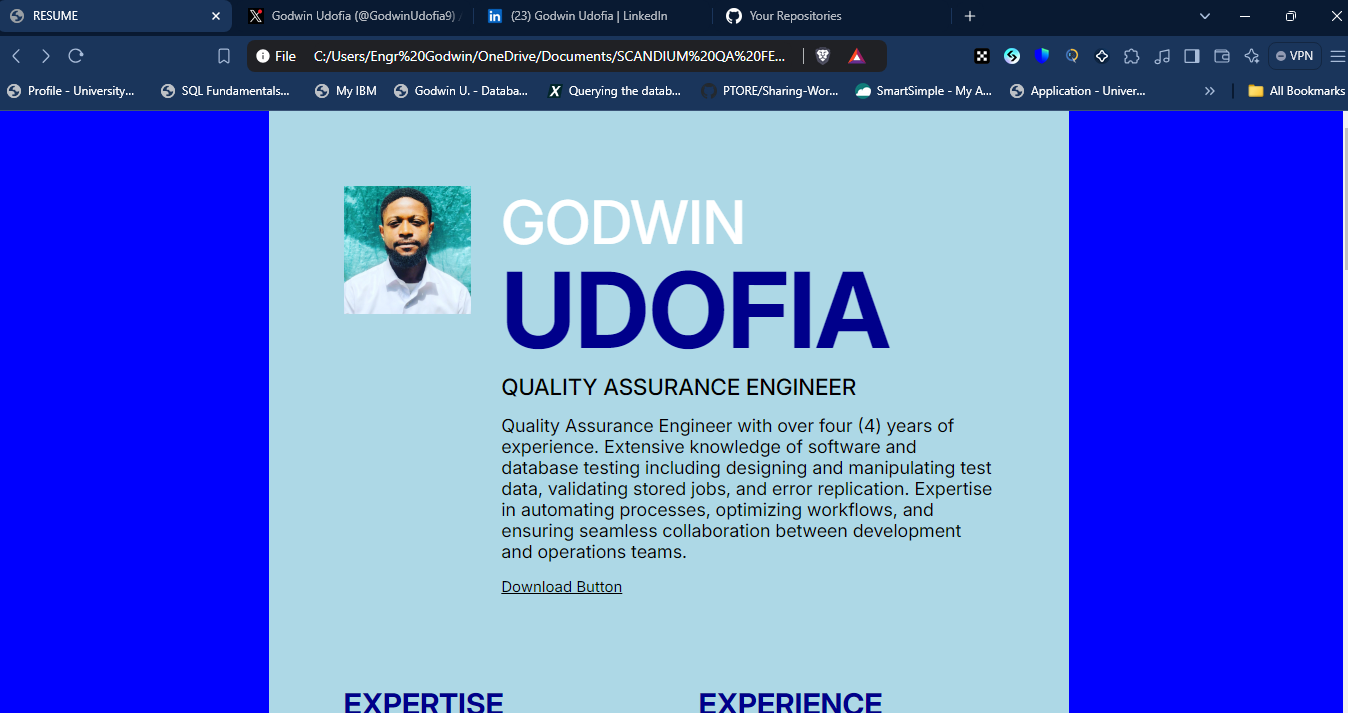 RESUME
Godwin Udofia (@GodwinUdofia9) /
(23) Godwin Udofia | LinkedIn
Your Repositories
File C:/Users/Engr%20Godwin/OneDrive/Documents/SCANDIUM%20QA%20FE...
VPN
Profile - University...
SQL Fundamentals...
My IBM
Godwin U. - Databa...
Querying the datab...
PTORE/Sharing-Wor...
SmartSimple - My A...
Application - Univer...
All Bookmarks
GODWIN
UDOFIA
QUALITY ASSURANCE ENGINEER
Quality Assurance Engineer with over four (4) years of
experience. Extensive knowledge of software and
database testing including designing and manipulating test
data, validating stored jobs, and error replication. Expertise
in automating processes, optimizing workflows, and
ensuring seamless collaboration between development
and operations teams.
Download Button
EXPERTISE
EXPERIENCE